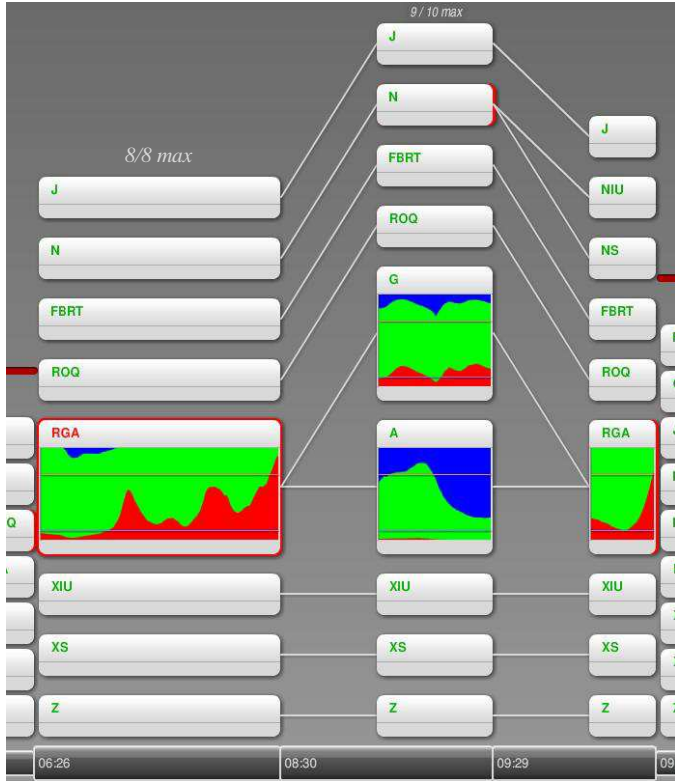 9 / 10 max
8/8 max
J
N
FBRT
ROQ
RGA
XIU
XS
Z
J
N
FBRT
ROQ
G
A
XIU
XS
Z
J
NIU
NS
FBRT
ROQ
RGA
XIU
XS
Z
Q
06:26
08:30
09:29
09